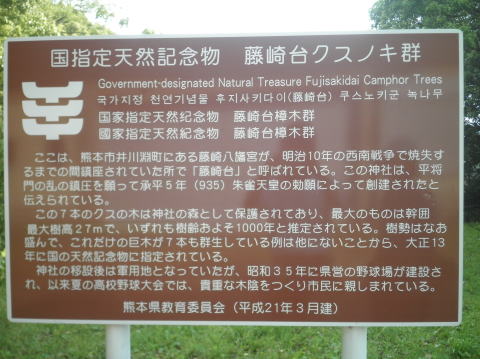 国指定天然記念物　藤崎台クスノキ群
Government-designated Natural Treasure Fujisakidai Camphor Trees
국가지정 천연기념물 후지사키다이(藤崎台) 쿠스노키군 녹나무
国家指定天然纪念物　藤崎台樟木群
國家指定天然紀念物　藤崎台樟木群
ここは、熊本市井川淵町にある藤崎八旛宮が、明治10年の西南戦争で焼失す
るまでの間鎮座されていた所で「藤崎台」と呼ばれている。この神社は、平将
門の乱の鎮圧を願って承平５年（935）朱雀天皇の勅願によって創建されたと
伝えられている。
この７本のクスの木は神社の森として保護されており、最大のものは幹囲
最大樹高２７ｍで、いずれも樹齢およそ1000年と推定されている。樹勢はなお
盛んで、これだけの巨木が７本も群生している例は他にないことから、大正13
年に国の天然記念物に指定されている。
神社の移設後は軍用地となっていたが、昭和３５年に県営の野球場が建設さ
れ、以来夏の高校野球大会では、貴重な木陰をつくり市民に親しまれている。
熊本県教育委員会（平成21年３月建）